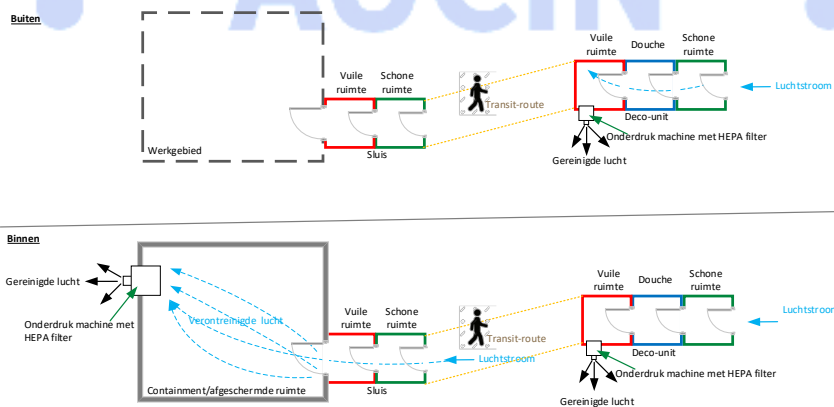 Buiten
Vuile
ruimte
Douche
Schone
ruimte
Vuile
ruimte
Schone
ruimte
Luchtstroom
Transit-route
Deco-unit
Onderdruk machine met HEPA filter
Werkgebied
Sluis
Gereinigde lucht
Binnen
Gereinigde lucht
Vuile
ruimte
Douche
Schone
ruimte
Vuile
ruimte
Schone
ruimte
Luchtstroom
Onderdruk machine met
HEPA filter
Verontreinigde lucht
Transit-route
Luchtstroom
Deco-unit
Onderdruk machine met HEPA filter
Containment/afgeschermde ruimte
Sluis
Gereinigde lucht